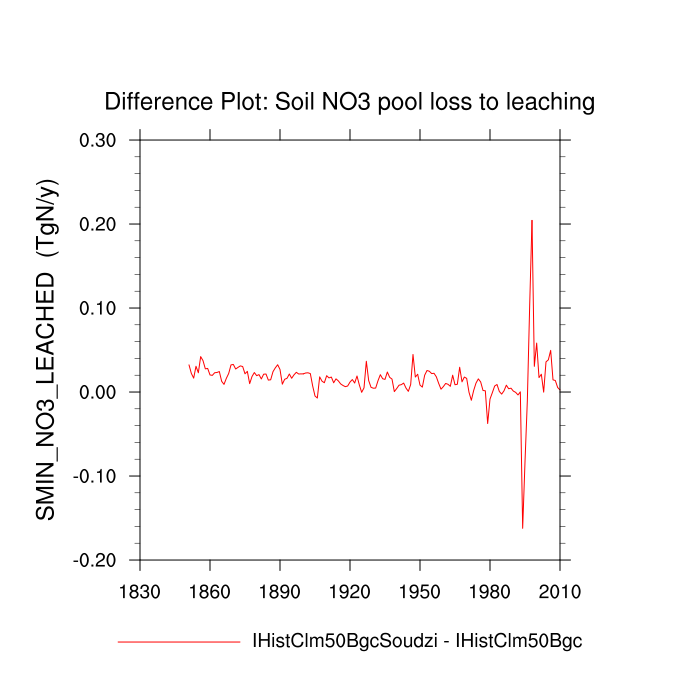 Difference Plot: Soil NO3 pool loss to leaching
SMIN_NO3_LEACHED (TgN/y)
0.30
0.20
0.10
0.00
-0.10
-0.20
1830 1860 1890 1920 1950 1980 2010
IHistClm50BgcSoudzi - IHistClm50Bgc